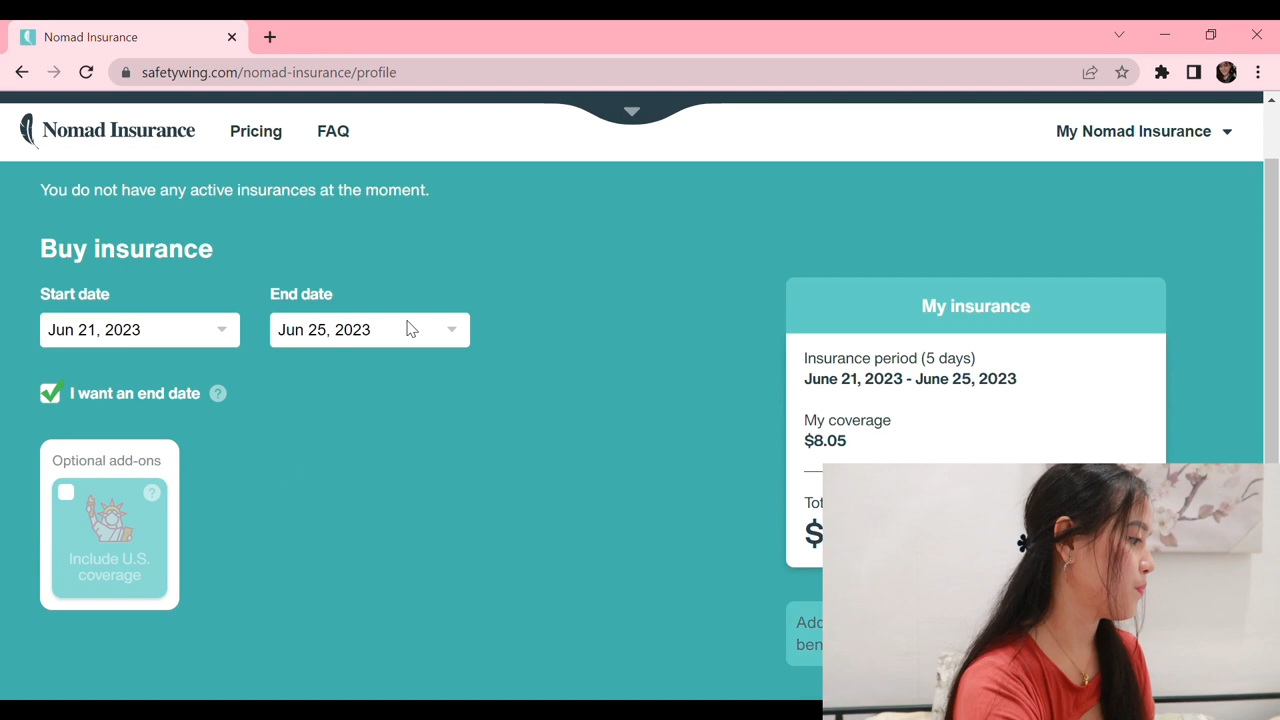 Nomad Insurance
safetywing.com/nomad-insurance/profile
Nomad Insurance
Pricing
FAQ
My Nomad Insurance
You do not have any active insurances at the moment.
Buy insurance
Start date
End date
Jun 21, 2023
Jun 25, 2023
I want an end date ?
Optional add-ons
?
Include U.S.
coverage
My insurance
Insurance period (5 days)
June 21, 2023 - June 25, 2023
My coverage
$8.05
$